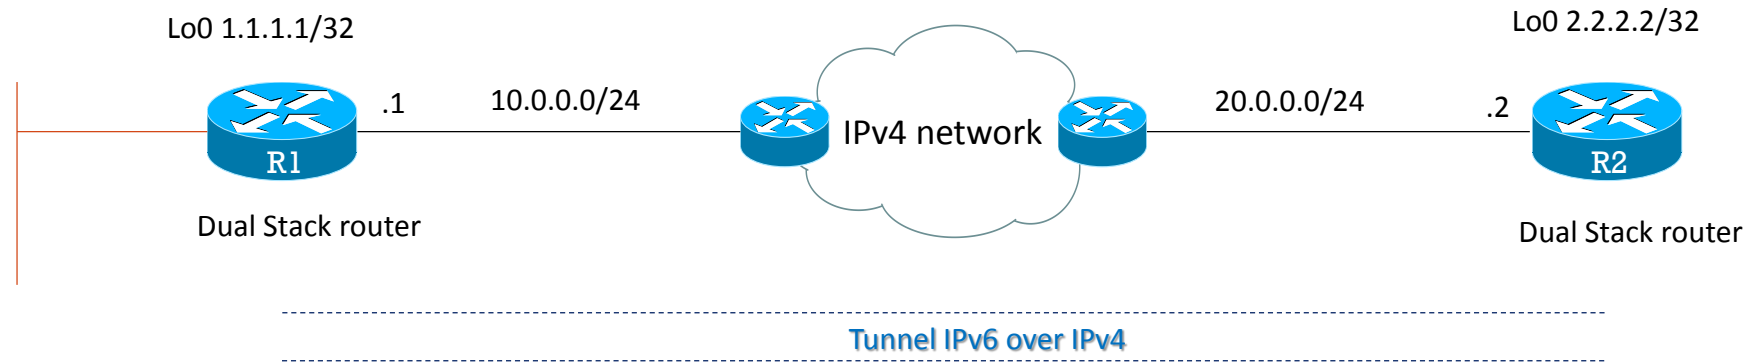 Lo0 1.1.1.1/32
Lo0 2.2.2.2/32
.1
10.0.0.0/24
20.0.0.0/24
.2
IPv4 network
R1
R2
Dual Stack router
Dual Stack router
Tunnel IPv6 over IPv4